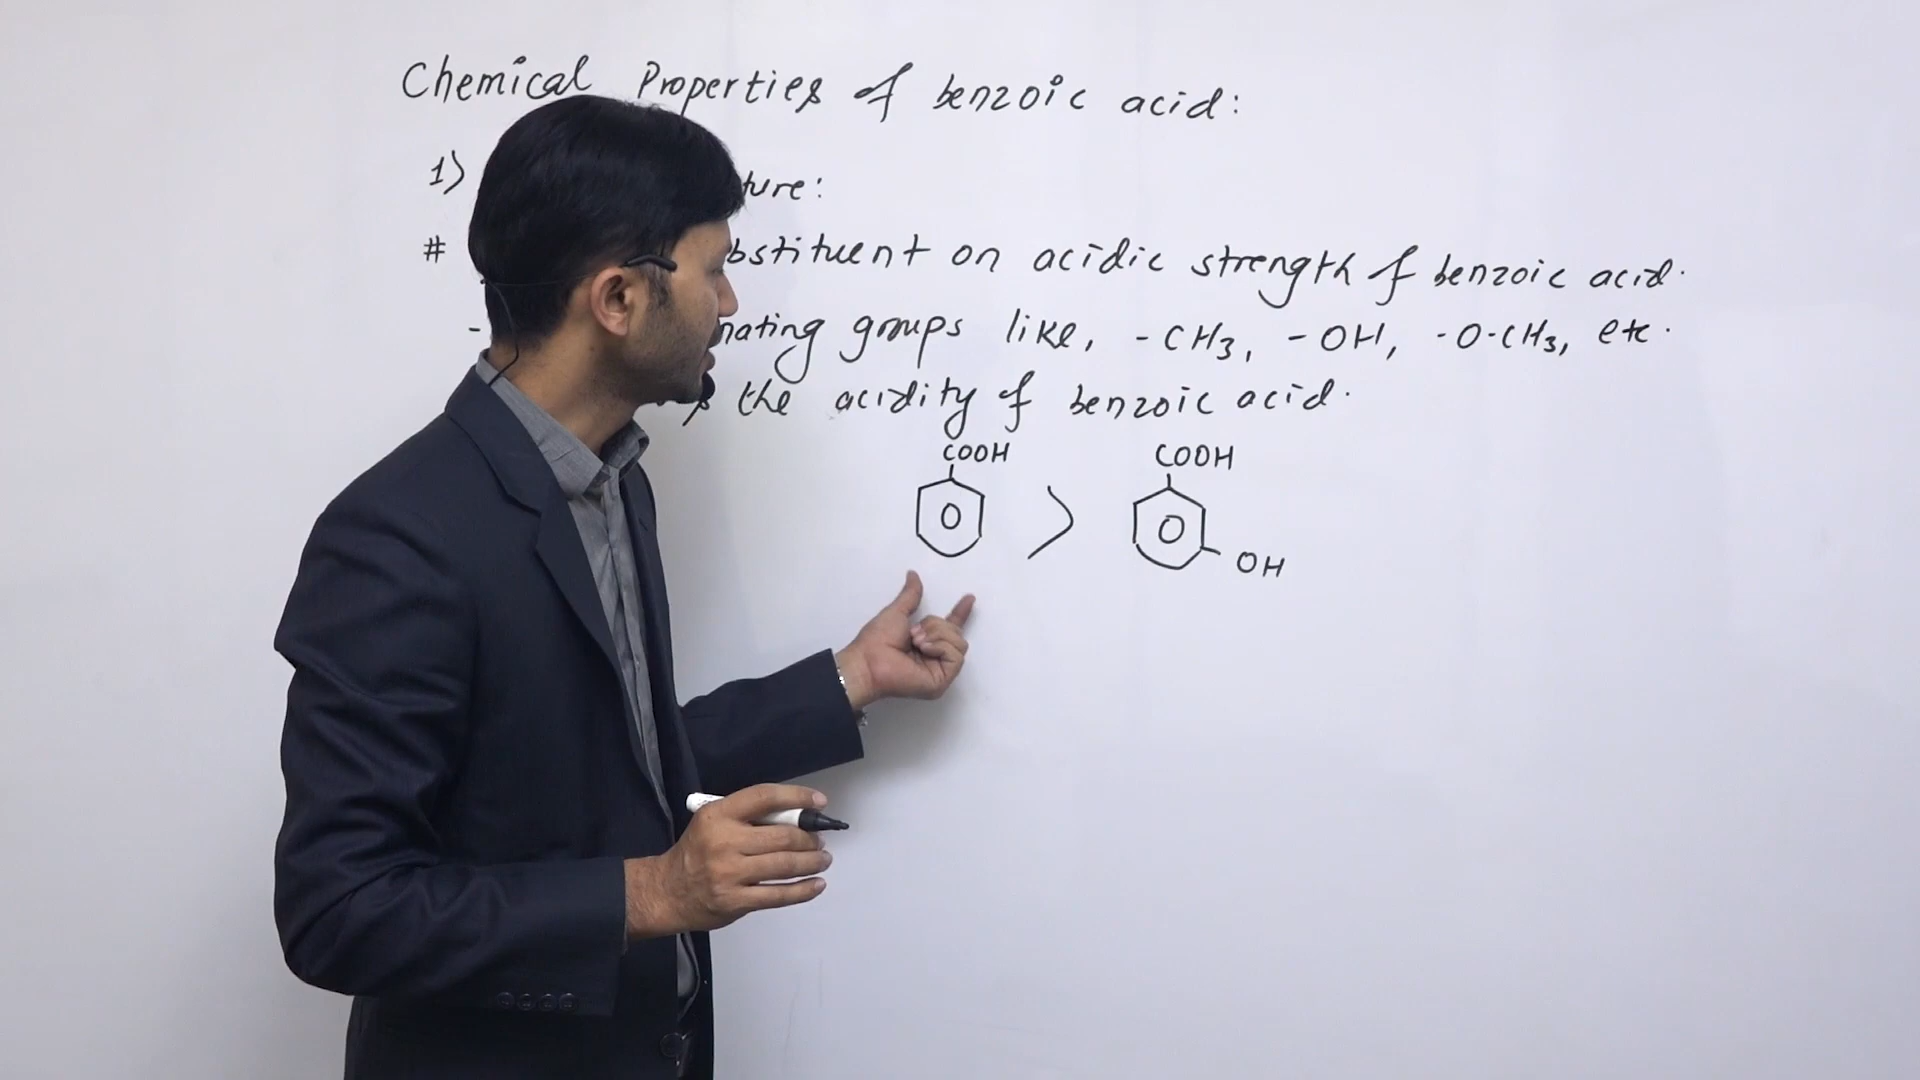 Chemical Properties of benzoic acid:
1) ture:
# bstituent on acidic strength of benzoic acid.
- nating groups like, -CH3, -OH, -O-CH3, etc.
the acidity of benzoic acid.
COOH COOH
>
OH